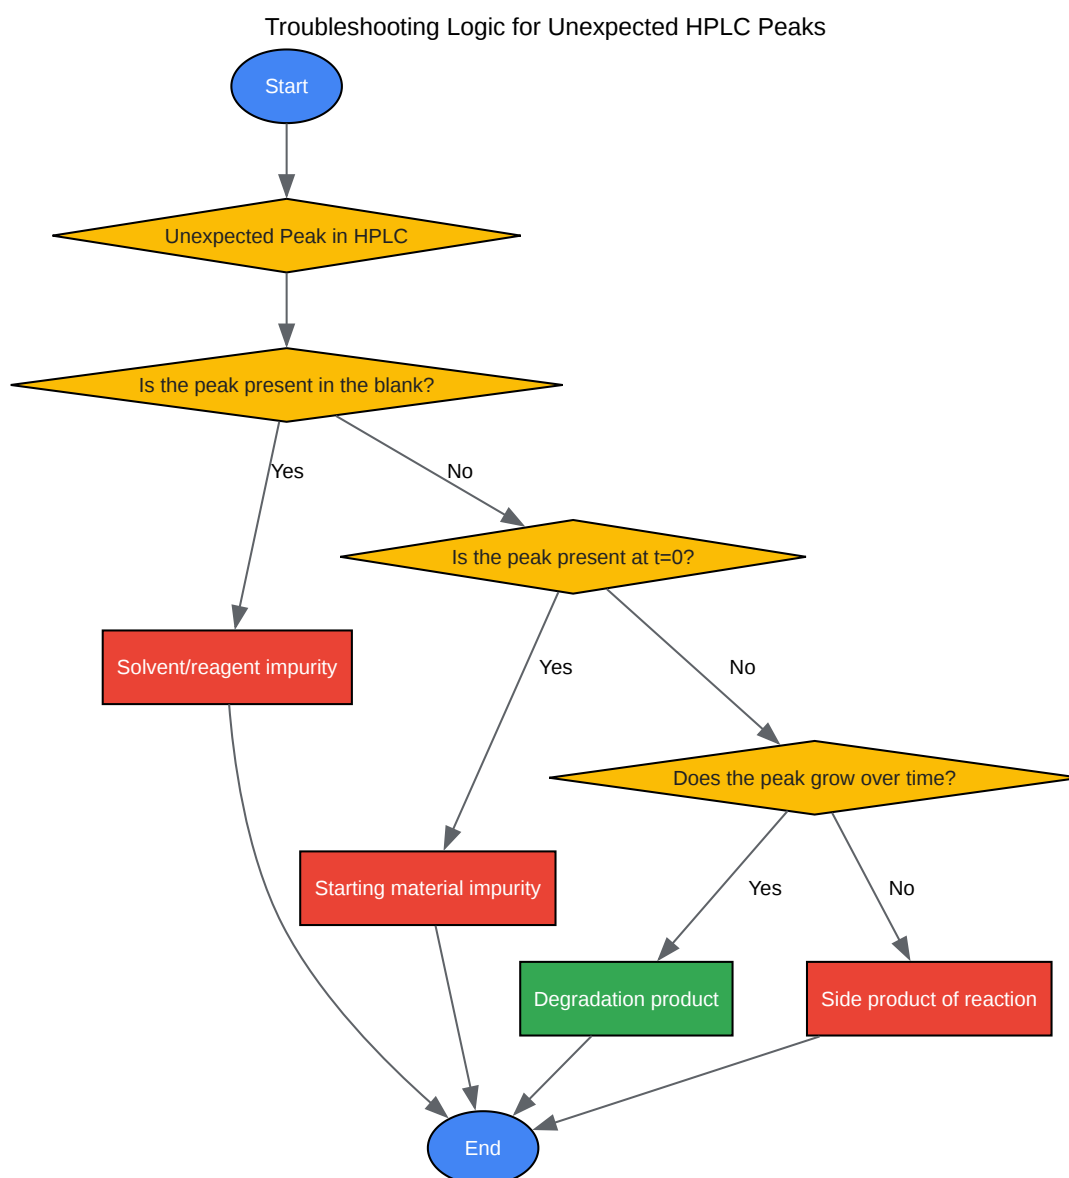 Troubleshooting Logic for Unexpected HPLC Peaks
Start
Unexpected Peak in HPLC
Is the peak present in the blank?
Yes
No
Is the peak present at t=0?
Solvent/reagent impurity
Yes
No
Does the peak grow over time?
Starting material impurity
Yes
No
Degradation product
Side product of reaction
End